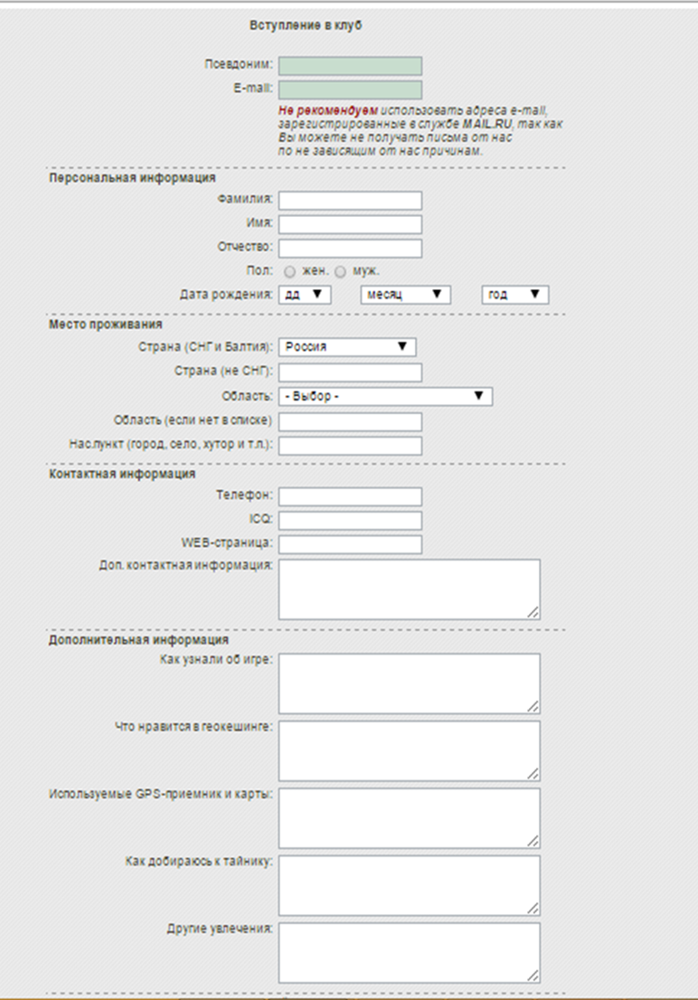 Вступление в клуб
Псевдоним:
E-mail:
Не рекомендуем использовать адреса e-mail,
зарегистрированные в службе MAIL.RU, так как
Вы можете не получать письма от нас
по не зависящим от нас причинам.
Персональная информация
Фамилия:
Имя:
Отчество:
Пол: жен. муж.
Дата рождения: дд месяц год
Место проживания
Страна (СНГ и Балтия): Россия
Страна (не СНГ):
Область: - Выбор -
Область (если нет в списке)
Нас.пункт (город, село, хутор и т.п.):
Контактная информация
Телефон:
ICQ:
WEB-страница:
Доп. контактная информация:
Дополнительная информация
Как узнали об игре:
Что нравится в геокешинге:
Используемые GPS-приемник и карты:
Как добираюсь к тайнику:
Другие увлечения: